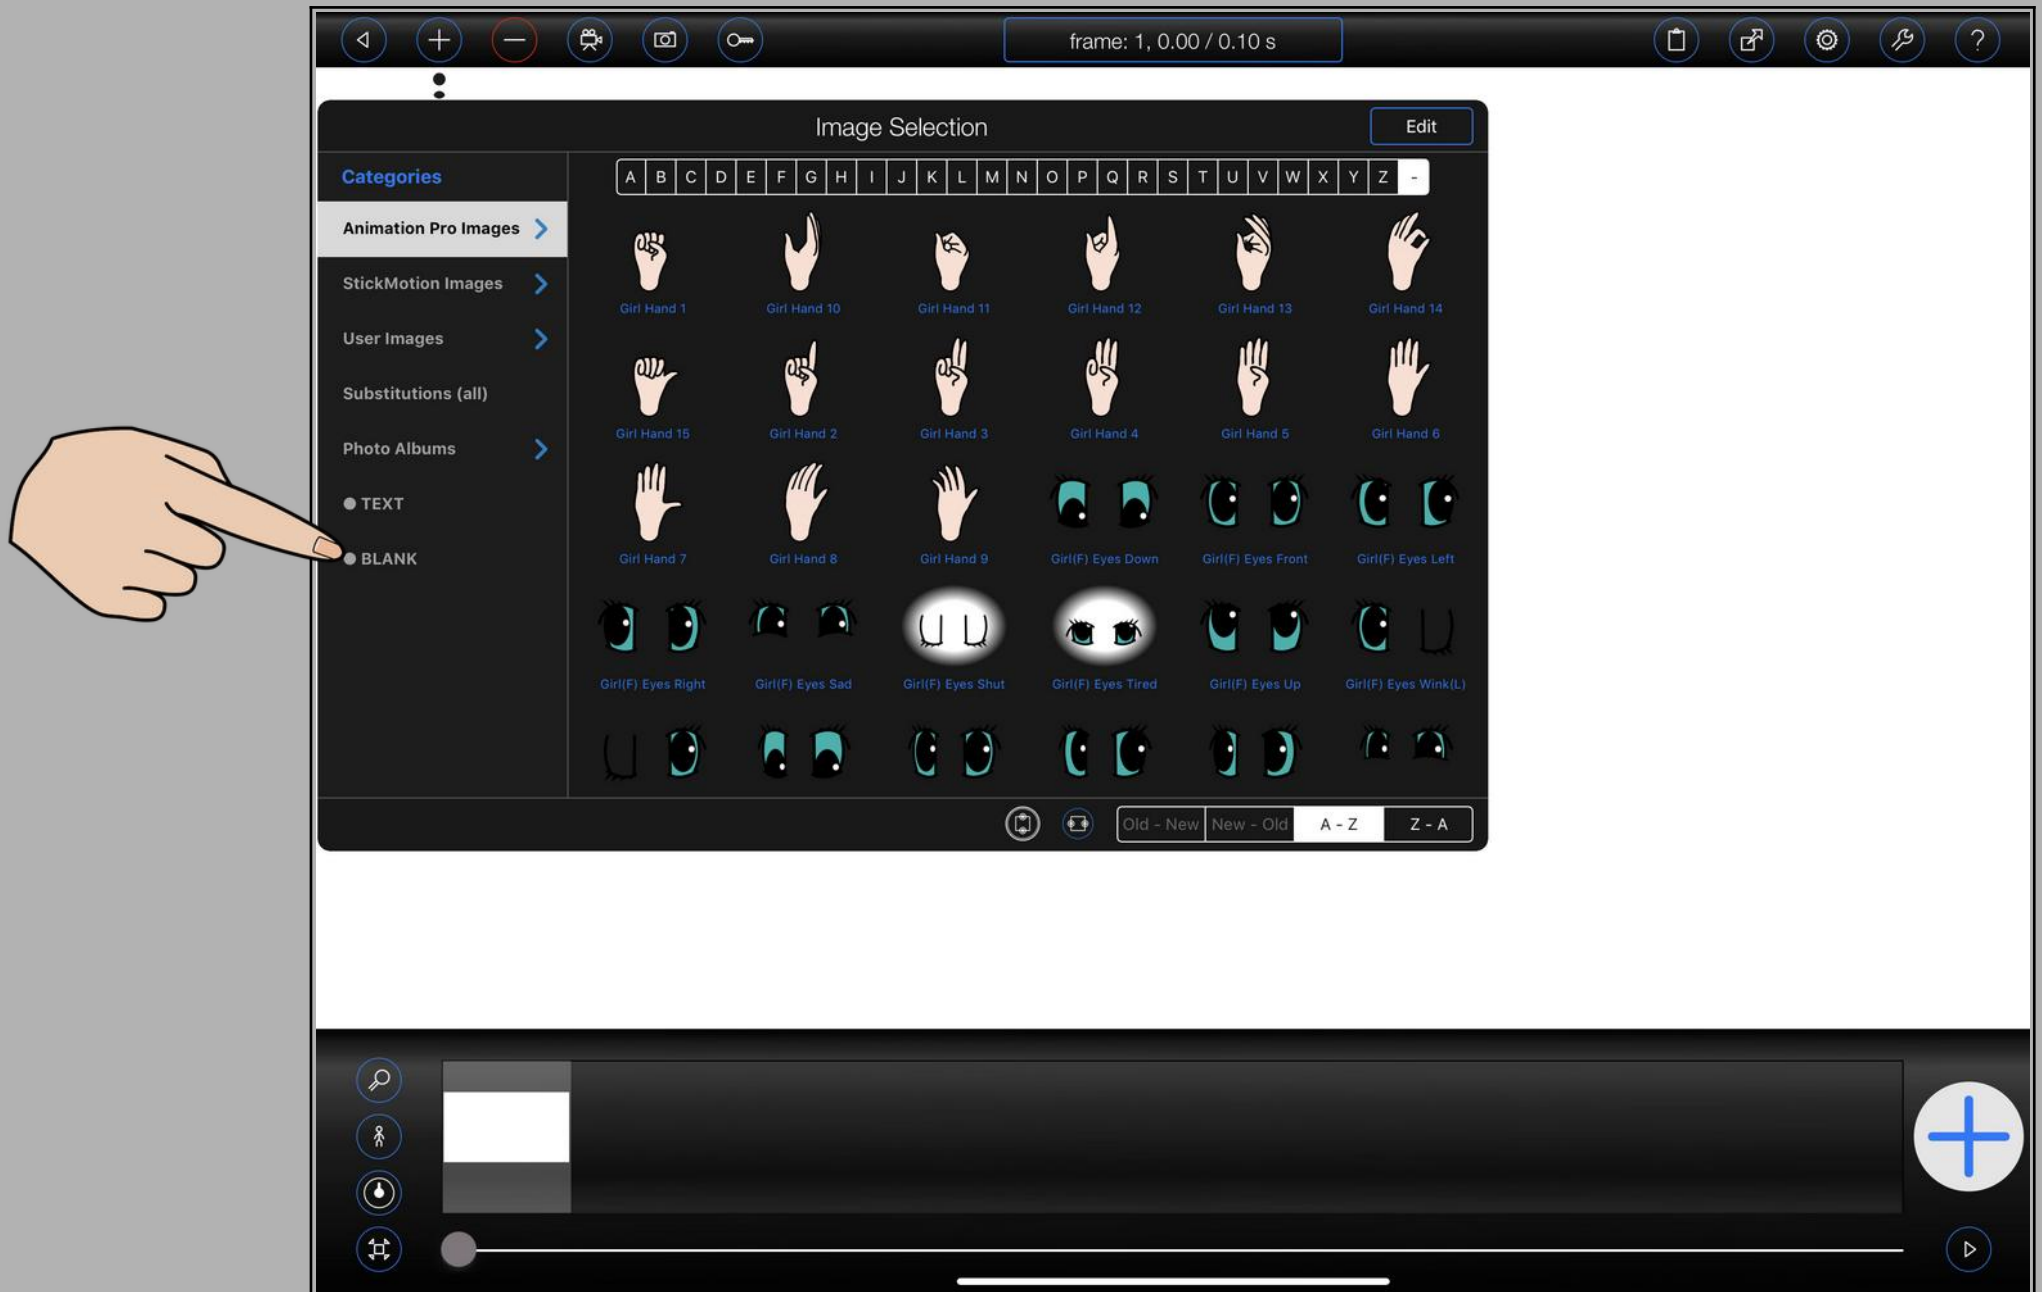 frame: 1, 0.00 / 0.10 s
Image Selection
Edit
Categories
A B C D E F G H I J K L M N O P Q R S T U V W X Y Z -
Animation Pro Images
StickMotion Images
User Images
Substitutions (all)
Photo Albums
TEXT
BLANK
Girl Hand 1 Girl Hand 10 Girl Hand 11 Girl Hand 12 Girl Hand 13 Girl Hand 14
Girl Hand 15 Girl Hand 2 Girl Hand 3 Girl Hand 4 Girl Hand 5 Girl Hand 6
Girl Hand 7 Girl Hand 8 Girl Hand 9 Girl(F) Eyes Down Girl(F) Eyes Front Girl(F) Eyes Left
Girl(F) Eyes Right Girl(F) Eyes Sad Girl(F) Eyes Shut Girl(F) Eyes Tired Girl(F) Eyes Up Girl(F) Eyes Wink(L)
Old - New New - Old A - Z Z - A